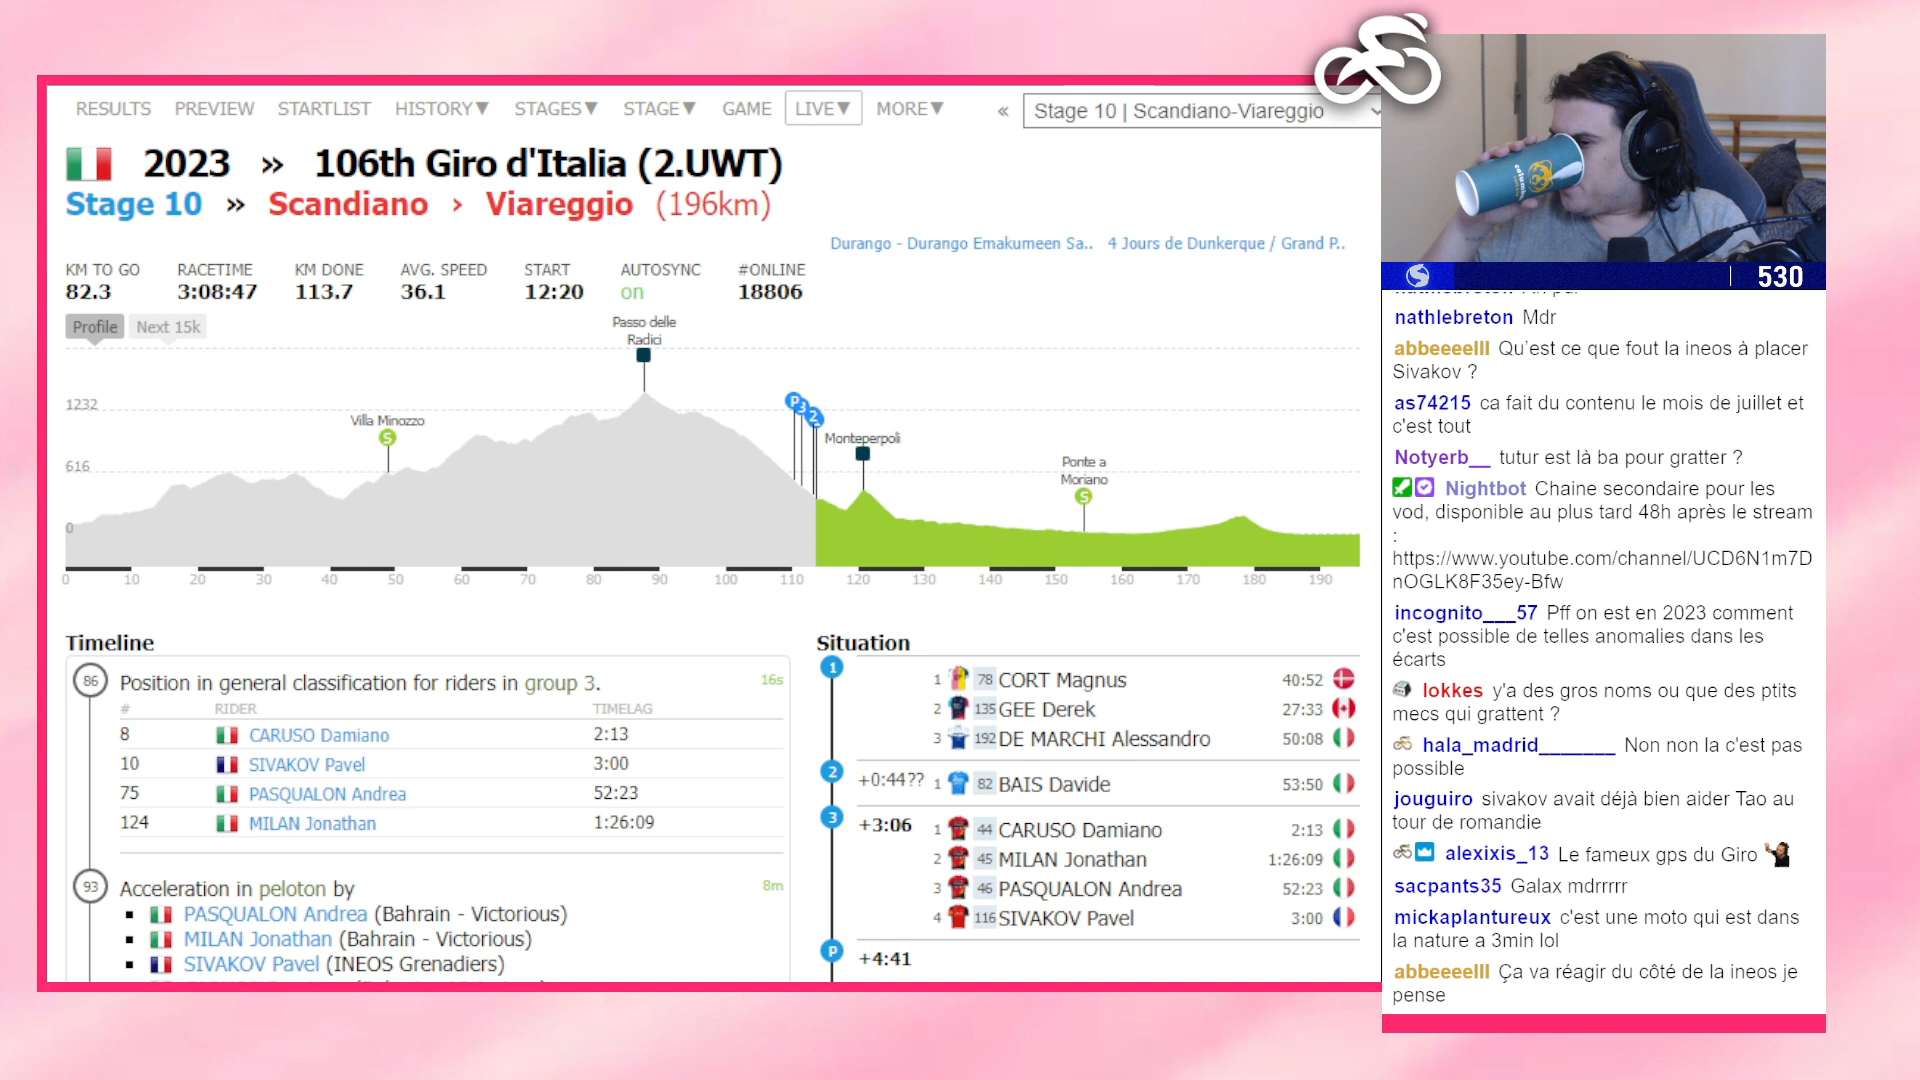 RESULTS PREVIEW STARTLIST HISTORY▼ STAGES▼ STAGE▼ GAME LIVE▼ MORE▼ « Stage 10 | Scandiano-Viareggio
2023 » 106th Giro d'Italia (2.UWT)
Stage 10 » Scandiano › Viareggio (196km)
Durango - Durango Emakumeen Sa.. 4 Jours de Dunkerque / Grand P..
KM TO GO RACETIME KM DONE AVG. SPEED START AUTOSYNC #ONLINE
82.3 3:08:47 113.7 36.1 12:20 on 18806
Profile Next 15k
Passo delle
Radici
1232
Villa Minozzo
S
P 3 2
Monteperpoli
616
Ponte a
Moriano
S
0
0 10 20 30 40 50 60 70 80 90 100 110 120 130 140 150 160 170 180 190
Timeline
86 Position in general classification for riders in group 3. 16s
# RIDER TIMELAG
8 CARUSO Damiano 2:13
10 SIVAKOV Pavel 3:00
75 PASQUALON Andrea 52:23
124 MILAN Jonathan 1:26:09
93 Acceleration in peloton by 8m
PASQUALON Andrea (Bahrain - Victorious)
MILAN Jonathan (Bahrain - Victorious)
SIVAKOV Pavel (INEOS Grenadiers)
Situation
1
1 78 CORT Magnus 40:52
2 135 GEE Derek 27:33
3 192 DE MARCHI Alessandro 50:08
2 +0:44?? 1 82 BAIS Davide 53:50
3 +3:06 1 44 CARUSO Damiano 2:13
2 45 MILAN Jonathan 1:26:09
3 46 PASQUALON Andrea 52:23
4 116 SIVAKOV Pavel 3:00
P +4:41
530
nathlebreton Mdr
abbeeeelll Qu'est ce que fout la ineos à placer
Sivakov ?
as74215 ca fait du contenu le mois de juillet et
c'est tout
Notyerb__ tutur est là ba pour gratter ?
Nightbot Chaine secondaire pour les
vod, disponible au plus tard 48h après le stream
:
https://www.youtube.com/channel/UCD6N1m7D
nOGLK8F35ey-Bfw
incognito___57 Pff on est en 2023 comment
c'est possible de telles anomalies dans les
écarts
lokkes y'a des gros noms ou que des ptits
mecs qui grattent ?
hala_madrid_______ Non non la c'est pas
possible
jouguiro sivakov avait déjà bien aider Tao au
tour de romandie
alexixis_13 Le fameux gps du Giro
sacpants35 Galax mdrrrrr
mickaplantureux c'est une moto qui est dans
la nature a 3min lol
abbeeeelll Ça va réagir du côté de la ineos je
pense